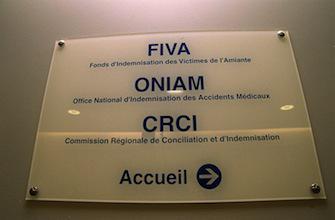 FIVA
Fonds d'Indemnisation des Victimes de l'Amiante
ONIAM
Office National d'Indemnisation des Accidents Médicaux
CRCI
Commission Régionale de Conciliation et d'Indemnisation
Accueil